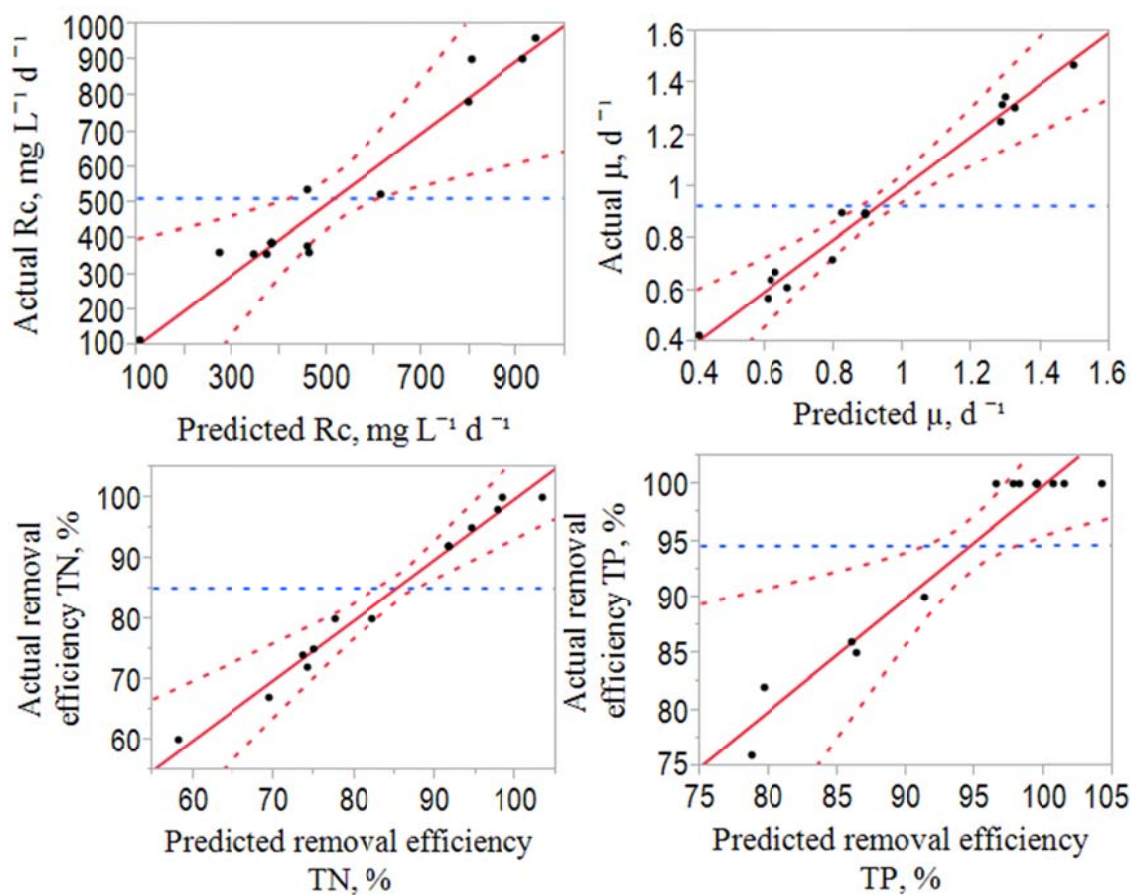 Actual Rc, mg L⁻¹ d⁻¹
1000
900
800
700
600
500
400
300
200
100
100 300 500 700 900
Predicted Rc, mg L⁻¹ d⁻¹
Actual μ, d⁻¹
1.6
1.4
1.2
1
0.8
0.6
0.4
0.4 0.6 0.8 1 1.2 1.4 1.6
Predicted μ, d⁻¹
Actual removal
efficiency TN, %
100
90
80
70
60
60 70 80 90 100
Predicted removal efficiency
TN, %
Actual removal
efficiency TP, %
100
95
90
85
80
75
75 80 85 90 95 100 105
Predicted removal efficiency
TP, %